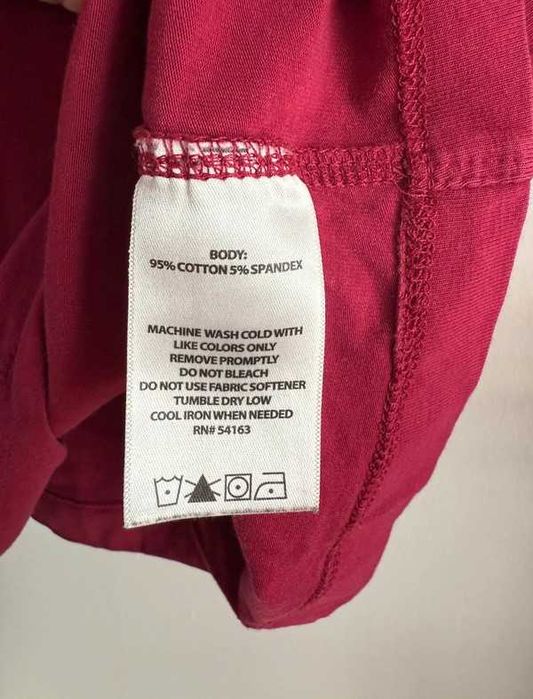 BODY:
95% COTTON 5% SPANDEX
MACHINE WASH COLD WITH
LIKE COLORS ONLY
REMOVE PROMPTLY
DO NOT BLEACH
DO NOT USE FABRIC SOFTENER
TUMBLE DRY LOW
COOL IRON WHEN NEEDED
RN# 54163